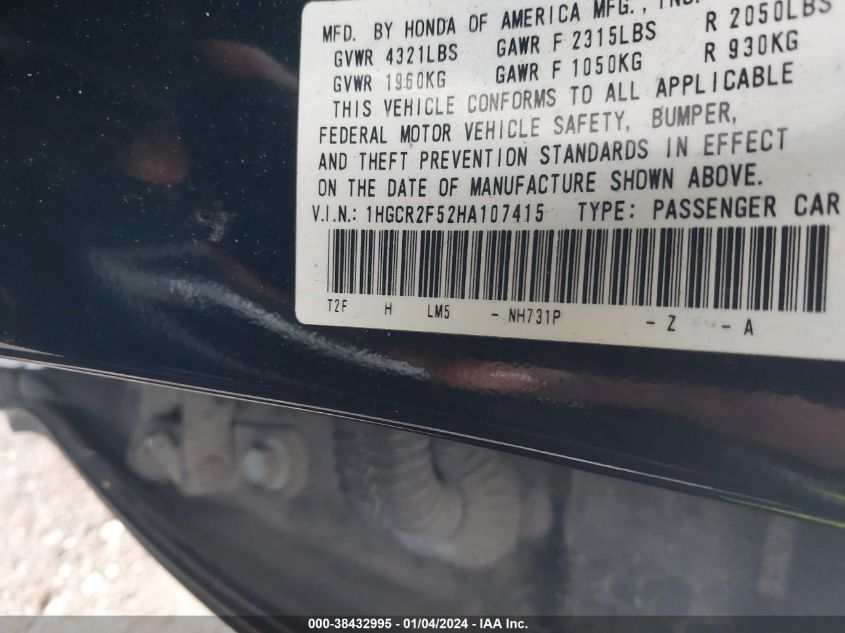 MFD. BY HONDA OF AMERICA MFG., INC.
GVWR 4321LBS GAWR F 2315LBS R 2050LBS
GVWR 1960KG GAWR F 1050KG R 930KG
THIS VEHICLE CONFORMS TO ALL APPLICABLE
FEDERAL MOTOR VEHICLE SAFETY, BUMPER,
AND THEFT PREVENTION STANDARDS IN EFFECT
ON THE DATE OF MANUFACTURE SHOWN ABOVE.
V.I.N.: 1HGCR2F52HA107415 TYPE: PASSENGER CAR
T2F H LM5 - NH731P - Z - A
000-38432995 - 01/04/2024 - IAA Inc.